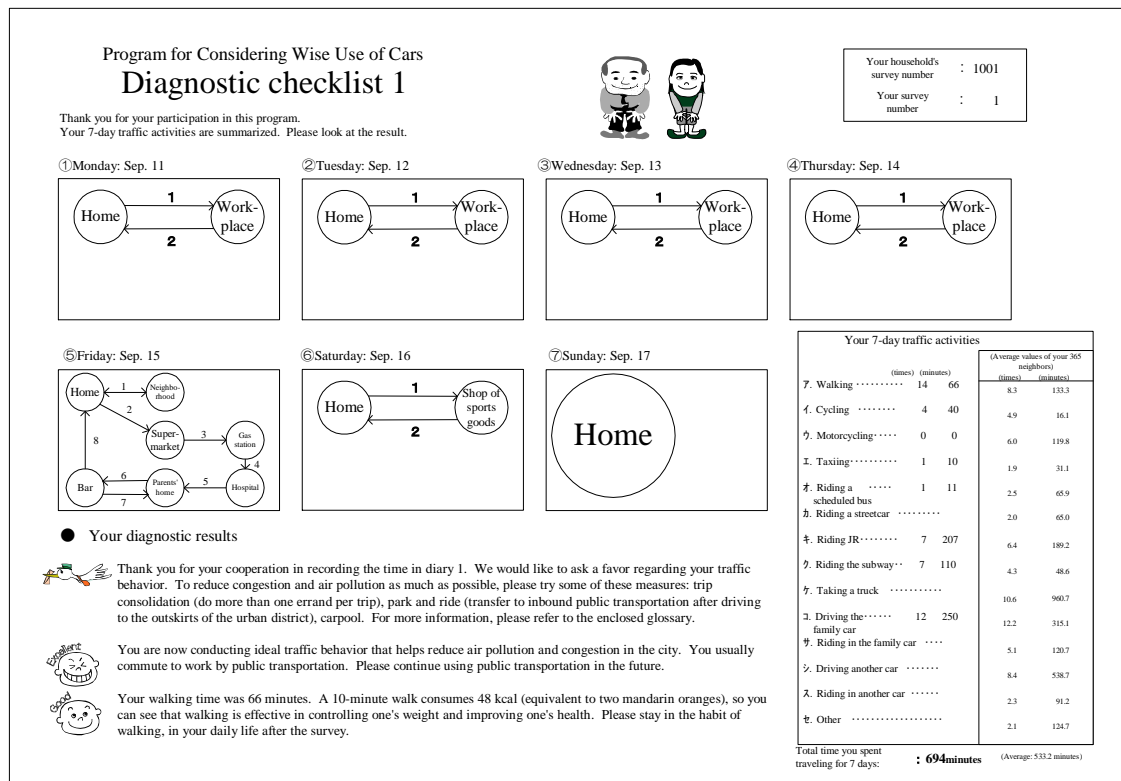 Program for Considering Wise Use of Cars
Diagnostic checklist 1
Thank you for your participation in this program.
Your 7-day traffic activities are summarized.  Please look at the result.
Your household's
survey number : 1001
Your survey
number : 1
①Monday: Sep. 11
Home
1
2
Work-
place
②Tuesday: Sep. 12
Home
1
2
Work-
place
③Wednesday: Sep. 13
Home
1
2
Work-
place
④Thursday: Sep. 14
Home
1
2
Work-
place
⑤Friday: Sep. 15
Home
1
Neighbo-
rhood
2
Super-
market
3
Gas
station
4
Hospital
5
Parents'
home
6
7
Bar
8
⑥Saturday: Sep. 16
Home
1
2
Shop of
sports
goods
⑦Sunday: Sep. 17
Home
Your 7-day traffic activities
(Average values of your 365
neighbors)
(times) (minutes) (times) (minutes)
ア. Walking ·········· 14 66 8.3 133.3
イ. Cycling ········ 4 40 4.9 16.1
ウ. Motorcycling····· 0 0 6.0 119.8
エ. Taxiing·········· 1 10 1.9 31.1
オ. Riding a ····· 1 11 2.5 65.9
scheduled bus
カ. Riding a streetcar ········· 2.0 65.0
キ. Riding JR········ 7 207 6.4 189.2
ク. Riding the subway·· 7 110 4.3 48.6
ケ. Taking a truck ··········· 10.6 960.7
コ. Driving the······ 12 250 12.2 315.1
family car
サ. Riding in the family car ···· 5.1 120.7
シ. Driving another car ······· 8.4 538.7
ス. Riding in another car ······ 2.3 91.2
セ. Other ··················· 2.1 124.7
Total time you spent
traveling for 7 days: : 694minutes (Average: 533.2 minutes)
● Your diagnostic results
Thank you for your cooperation in recording the time in diary 1.  We would like to ask a favor regarding your traffic
behavior.  To reduce congestion and air pollution as much as possible, please try some of these measures: trip
consolidation (do more than one errand per trip), park and ride (transfer to inbound public transportation after driving
to the outskirts of the urban district), carpool.  For more information, please refer to the enclosed glossary.
Excellent
You are now conducting ideal traffic behavior that helps reduce air pollution and congestion in the city.  You usually
commute to work by public transportation.  Please continue using public transportation in the future.
Good
Your walking time was 66 minutes.  A 10-minute walk consumes 48 kcal (equivalent to two mandarin oranges), so you
can see that walking is effective in controlling one's weight and improving one's health.  Please stay in the habit of
walking, in your daily life after the survey.